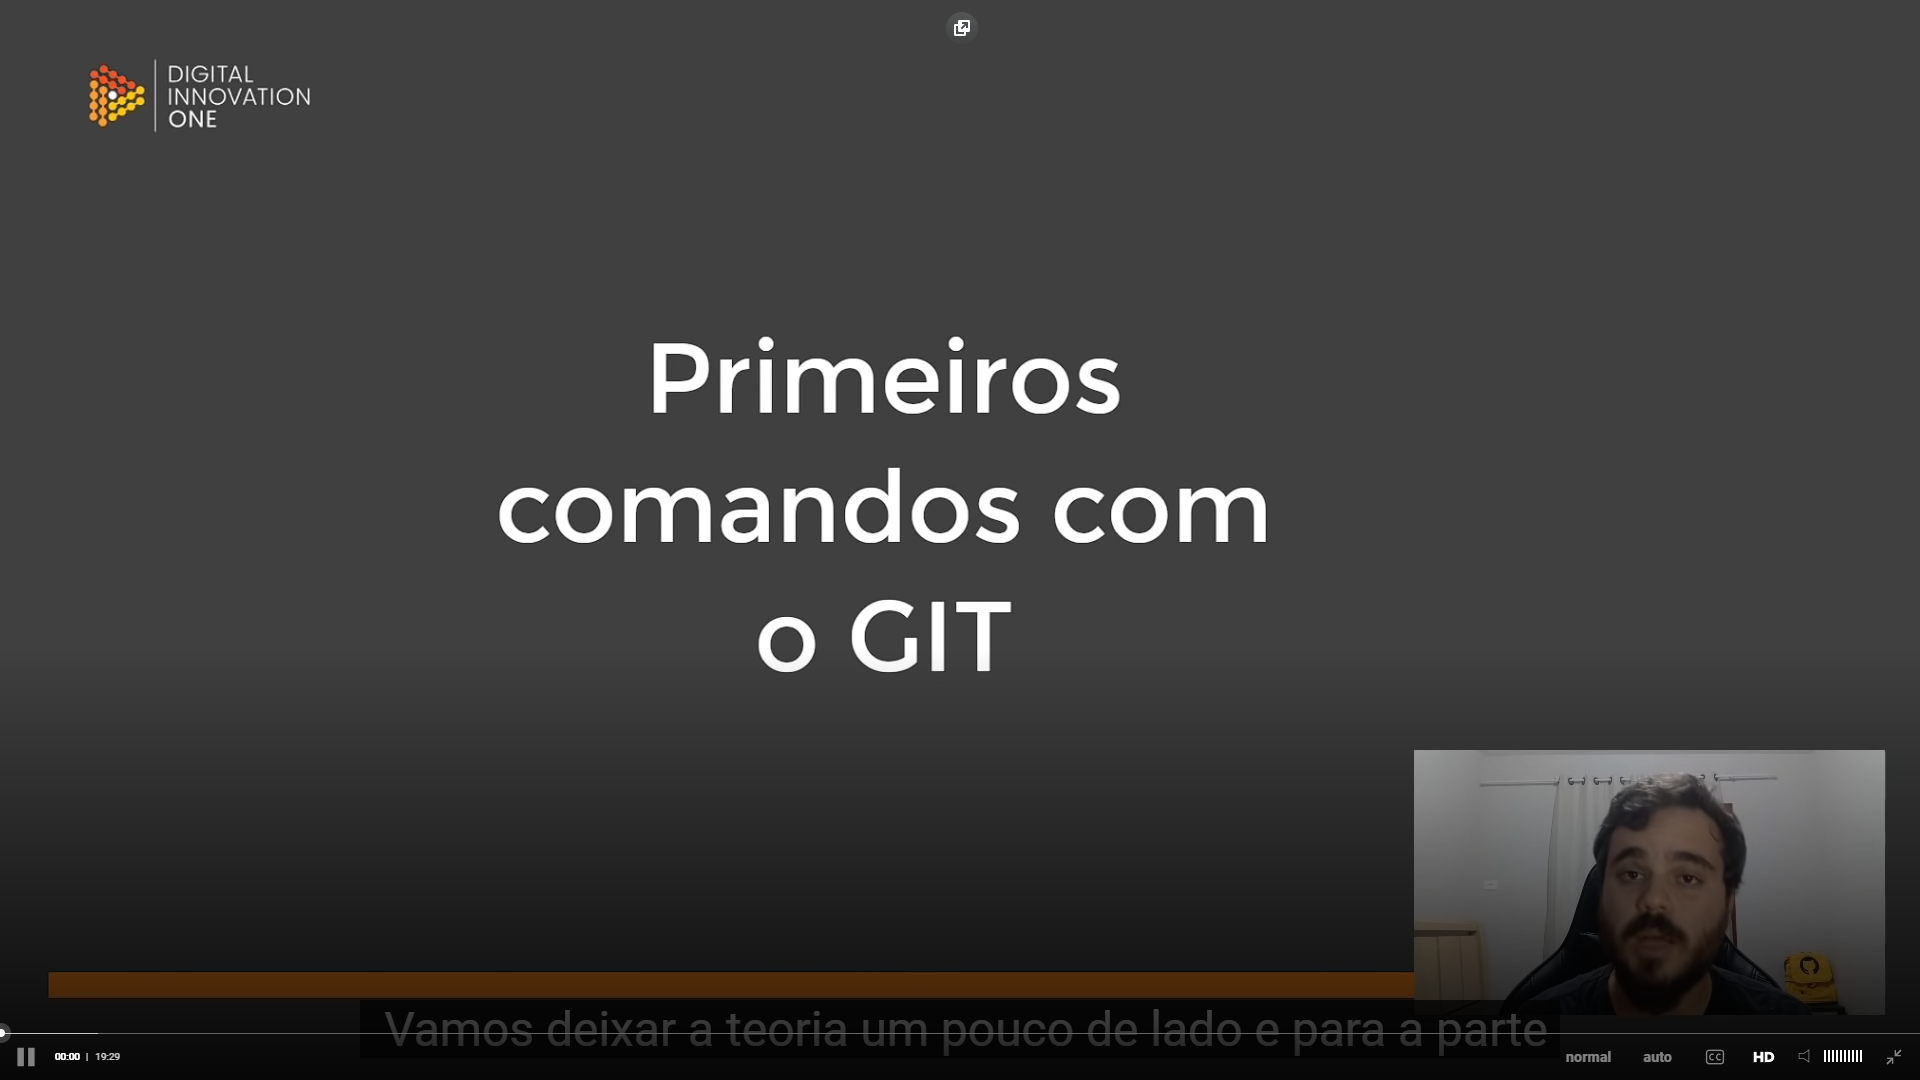 DIGITAL
INNOVATION
ONE
Primeiros
comandos com
o GIT
Vamos deixar a teoria um pouco de lado e para a parte
00:00 | 19:29
normal
auto
CC
HD